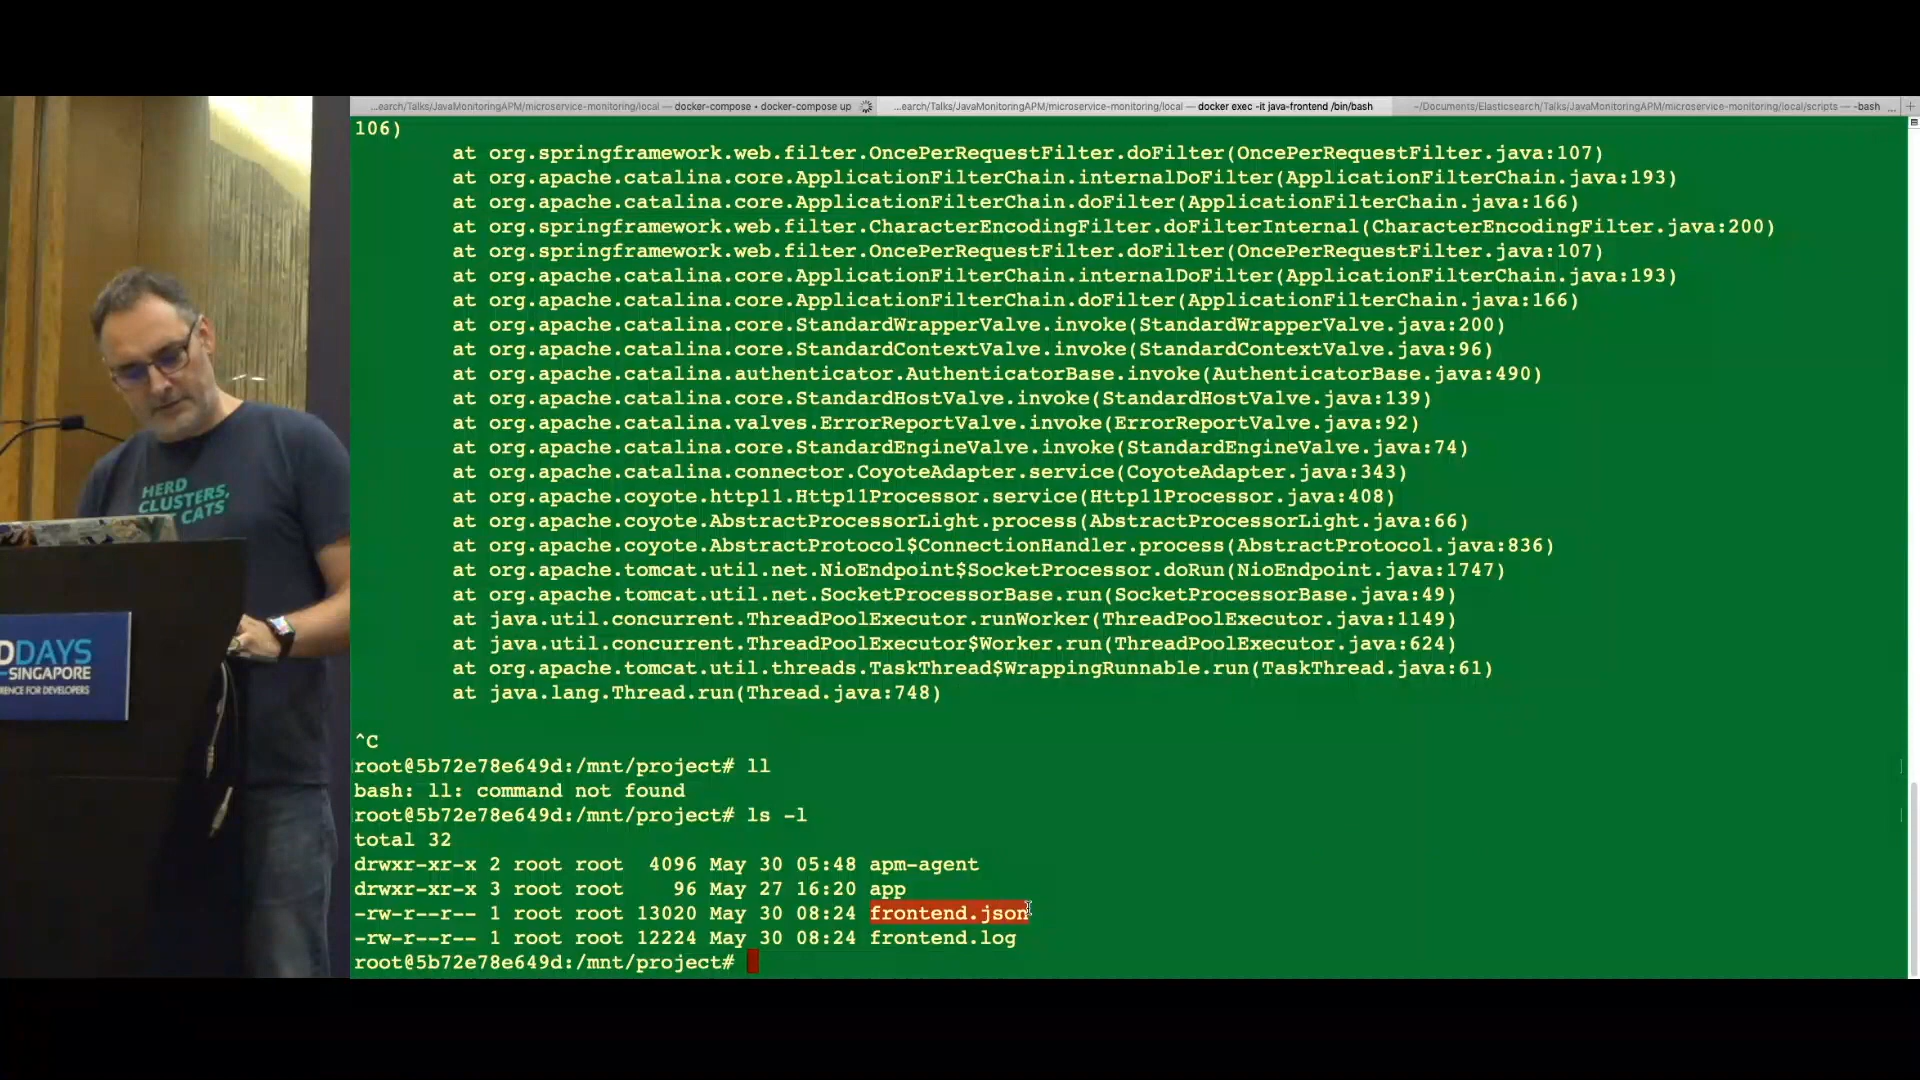 ...earch/Talks/JavaMonitoringAPM/microservice-monitoring/local — docker-compose • docker-compose up
...earch/Talks/JavaMonitoringAPM/microservice-monitoring/local — docker exec -it java-frontend /bin/bash
~/Documents/Elasticsearch/Talks/JavaMonitoringAPM/microservice-monitoring/local/scripts — -bash
106)
at org.springframework.web.filter.OncePerRequestFilter.doFilter(OncePerRequestFilter.java:107)
at org.apache.catalina.core.ApplicationFilterChain.internalDoFilter(ApplicationFilterChain.java:193)
at org.apache.catalina.core.ApplicationFilterChain.doFilter(ApplicationFilterChain.java:166)
at org.springframework.web.filter.CharacterEncodingFilter.doFilterInternal(CharacterEncodingFilter.java:200)
at org.springframework.web.filter.OncePerRequestFilter.doFilter(OncePerRequestFilter.java:107)
at org.apache.catalina.core.ApplicationFilterChain.internalDoFilter(ApplicationFilterChain.java:193)
at org.apache.catalina.core.ApplicationFilterChain.doFilter(ApplicationFilterChain.java:166)
at org.apache.catalina.core.StandardWrapperValve.invoke(StandardWrapperValve.java:200)
at org.apache.catalina.core.StandardContextValve.invoke(StandardContextValve.java:96)
at org.apache.catalina.authenticator.AuthenticatorBase.invoke(AuthenticatorBase.java:490)
at org.apache.catalina.core.StandardHostValve.invoke(StandardHostValve.java:139)
at org.apache.catalina.valves.ErrorReportValve.invoke(ErrorReportValve.java:92)
at org.apache.catalina.core.StandardEngineValve.invoke(StandardEngineValve.java:74)
at org.apache.catalina.connector.CoyoteAdapter.service(CoyoteAdapter.java:343)
at org.apache.coyote.http11.Http11Processor.service(Http11Processor.java:408)
at org.apache.coyote.AbstractProcessorLight.process(AbstractProcessorLight.java:66)
at org.apache.coyote.AbstractProtocol$ConnectionHandler.process(AbstractProtocol.java:836)
at org.apache.tomcat.util.net.NioEndpoint$SocketProcessor.doRun(NioEndpoint.java:1747)
at org.apache.tomcat.util.net.SocketProcessorBase.run(SocketProcessorBase.java:49)
at java.util.concurrent.ThreadPoolExecutor.runWorker(ThreadPoolExecutor.java:1149)
at java.util.concurrent.ThreadPoolExecutor$Worker.run(ThreadPoolExecutor.java:624)
at org.apache.tomcat.util.threads.TaskThread$WrappingRunnable.run(TaskThread.java:61)
at java.lang.Thread.run(Thread.java:748)
^C
root@5b72e78e649d:/mnt/project# ll
bash: ll: command not found
root@5b72e78e649d:/mnt/project# ls -l
total 32
drwxr-xr-x 2 root root 4096 May 30 05:48 apm-agent
drwxr-xr-x 3 root root 96 May 27 16:20 app
-rw-r--r-- 1 root root 13020 May 30 08:24 frontend.json
-rw-r--r-- 1 root root 12224 May 30 08:24 frontend.log
root@5b72e78e649d:/mnt/project#
HERD
CLUSTERS,
CATS
DDAYS
SINGAPORE
RENCE FOR DEVELOPERS